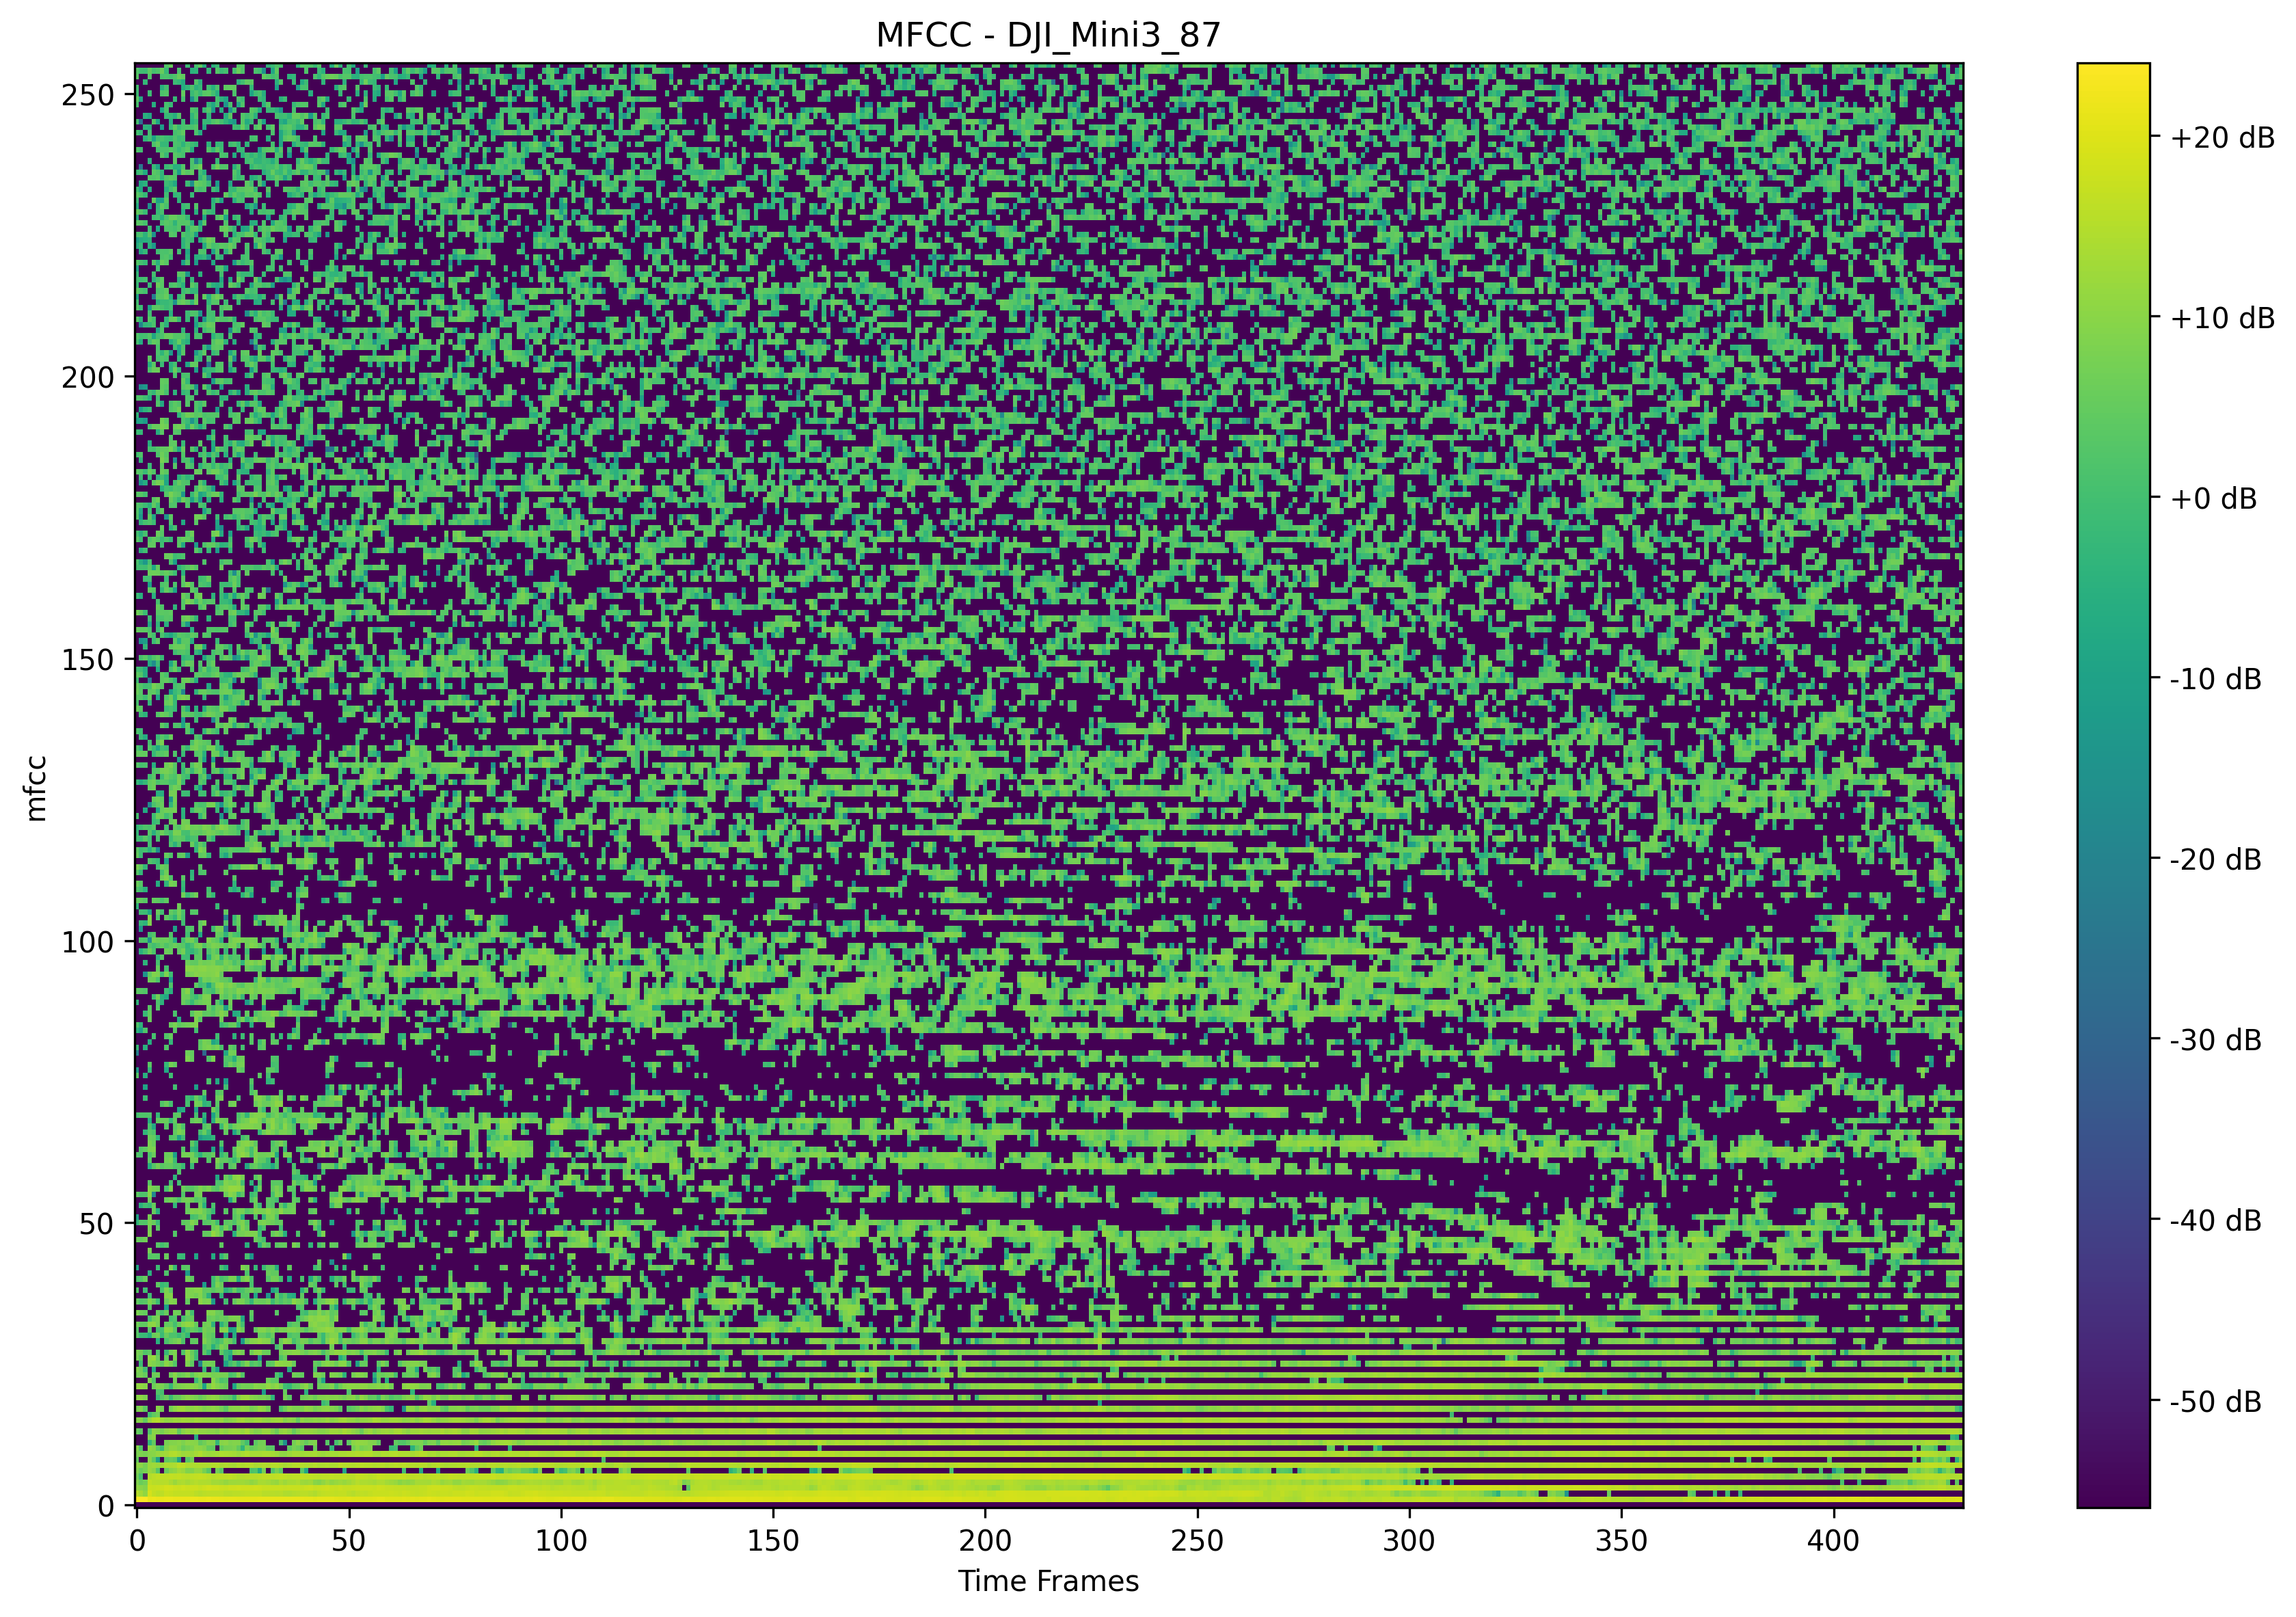 MFCC - DJI_Mini3_87
250
200
150
100
50
0
mfcc
0 50 100 150 200 250 300 350 400
Time Frames
+20 dB
+10 dB
+0 dB
-10 dB
-20 dB
-30 dB
-40 dB
-50 dB